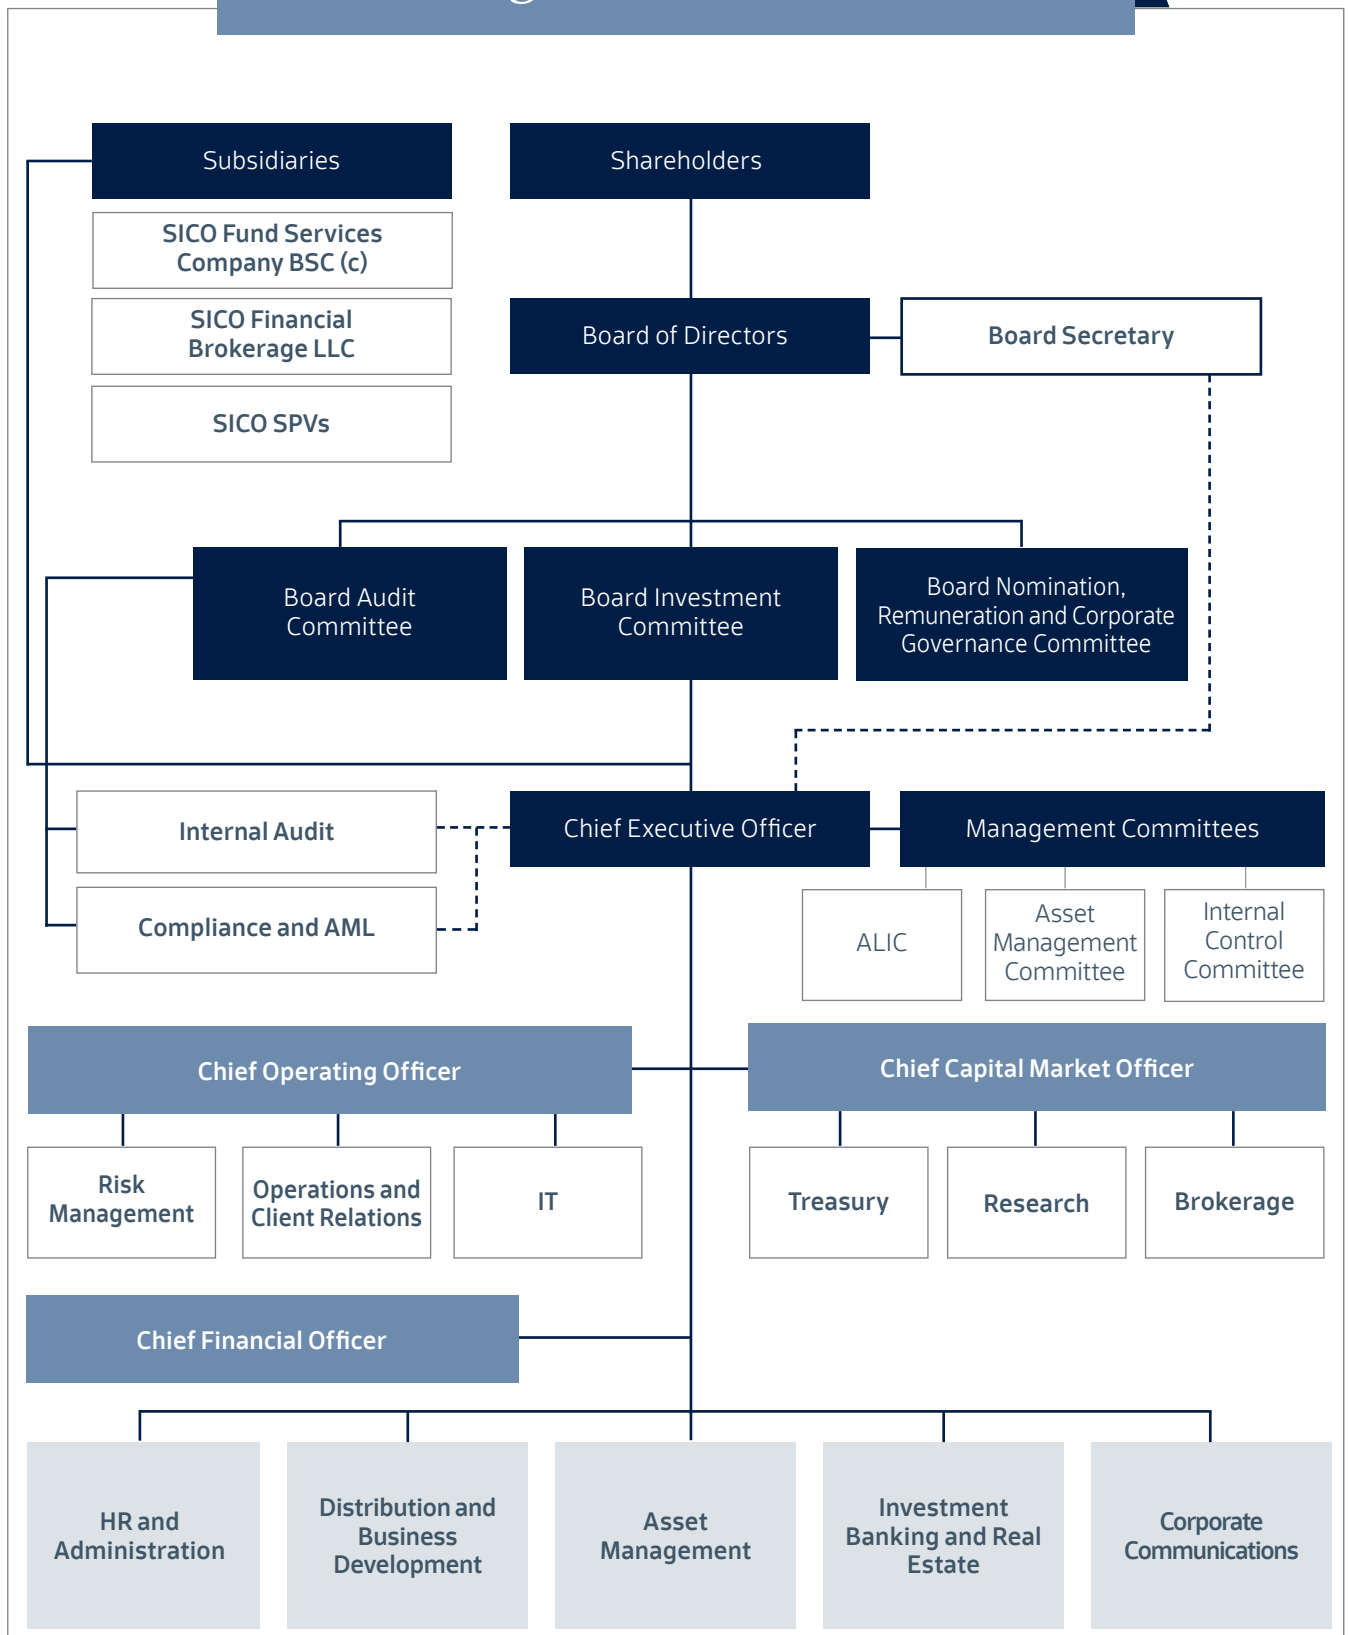 Subsidiaries
Shareholders
SICO Fund Services
Company BSC (c)
SICO Financial
Brokerage LLC
SICO SPVs
Board of Directors
Board Secretary
Board Audit
Committee
Board Investment
Committee
Board Nomination,
Remuneration and Corporate
Governance Committee
Internal Audit
Compliance and AML
Chief Executive Officer
Management Committees
ALIC
Asset
Management
Committee
Internal
Control
Committee
Chief Operating Officer
Chief Capital Market Officer
Risk
Management
Operations and
Client Relations
IT
Treasury
Research
Brokerage
Chief Financial Officer
HR and
Administration
Distribution and
Business
Development
Asset
Management
Investment
Banking and Real
Estate
Corporate
Communications